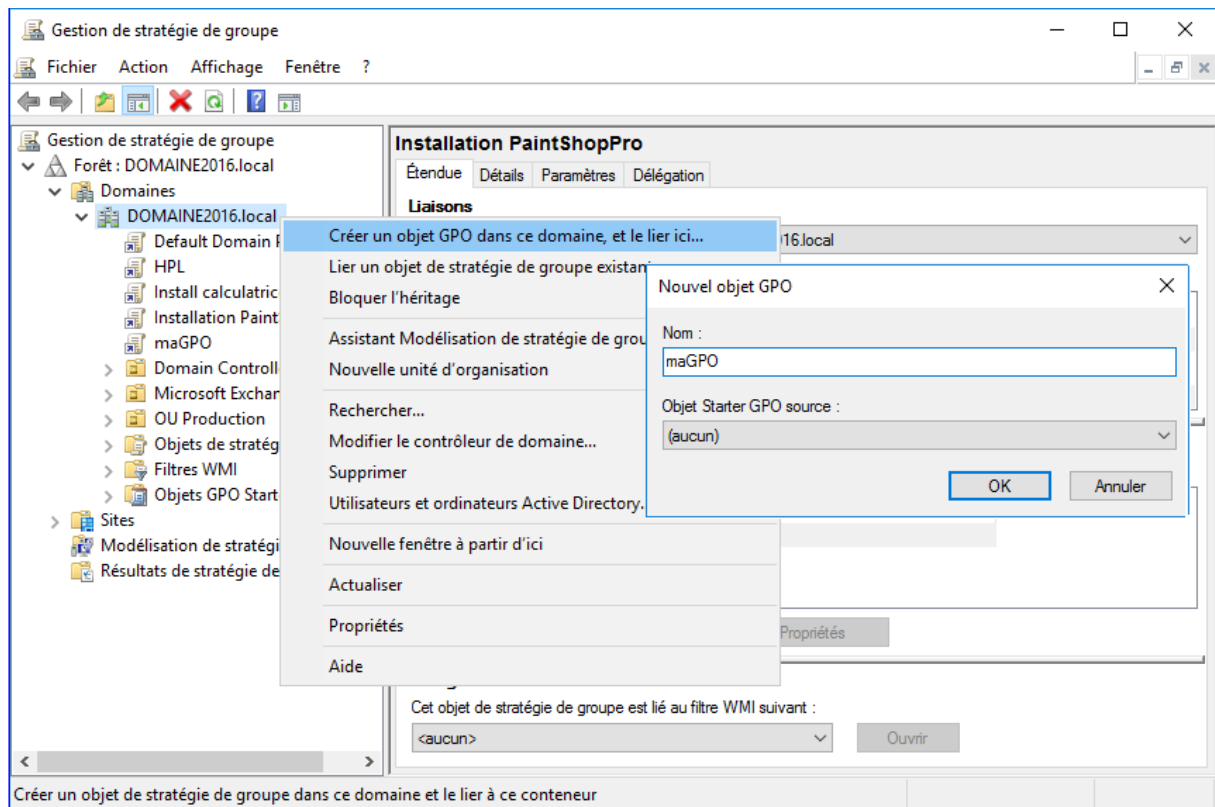 Gestion de stratégie de groupe
Fichier Action Affichage Fenêtre ?
Gestion de stratégie de groupe
Forêt : DOMAINE2016.local
Domaines
DOMAINE2016.local
Default Domain
HPL
Install calculatric
Installation Paint
maGPO
Domain Controll
Microsoft Exchan
OU Production
Objets de stratég
Filtres WMI
Objets GPO Start
Sites
Modélisation de stratégi
Résultats de stratégie de
Installation PaintShopPro
Étendue Détails Paramètres Délégation
Liaisons
16.local
Créer un objet GPO dans ce domaine, et le lier ici...
Lier un objet de stratégie de groupe existant
Bloquer l'héritage
Assistant Modélisation de stratégie de grou
Nouvelle unité d'organisation
Rechercher...
Modifier le contrôleur de domaine...
Supprimer
Utilisateurs et ordinateurs Active Directory...
Nouvelle fenêtre à partir d'ici
Actualiser
Propriétés
Aide
Nouvel objet GPO
Nom :
maGPO
Objet Starter GPO source :
(aucun)
OK Annuler
Propriétés
Cet objet de stratégie de groupe est lié au filtre WMI suivant :
<aucun> Ouvrir
Créer un objet de stratégie de groupe dans ce domaine et le lier à ce conteneur